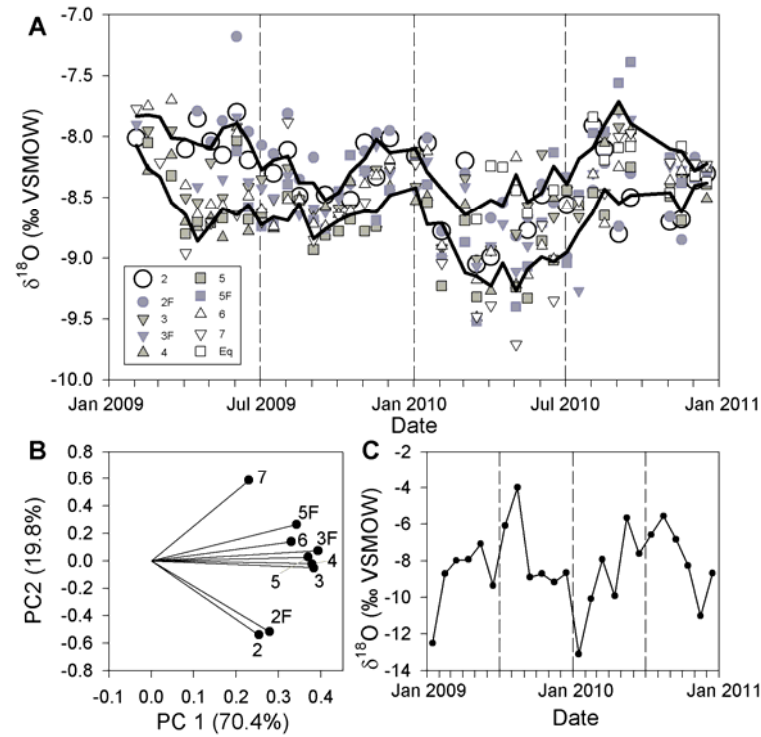 A
-7.0
-7.5
-8.0
-8.5
-9.0
-9.5
-10.0
δ18O (‰ VSMOW)
2
2F
3
3F
4
5
5F
6
7
Eq
Jan 2009
Jul 2009
Jan 2010
Jul 2010
Jan 2011
Date
B
0.8
0.6
0.4
0.2
0.0
-0.2
-0.4
-0.6
-0.8
PC2 (19.8%)
7
5F
6
3F
4
5
3
2F
2
-0.1
0.0
0.1
0.2
0.3
0.4
PC 1 (70.4%)
C
-2
-4
-6
-8
-10
-12
-14
δ18O (‰ VSMOW)
Jan 2009
Jan 2010
Jan 2011
Date